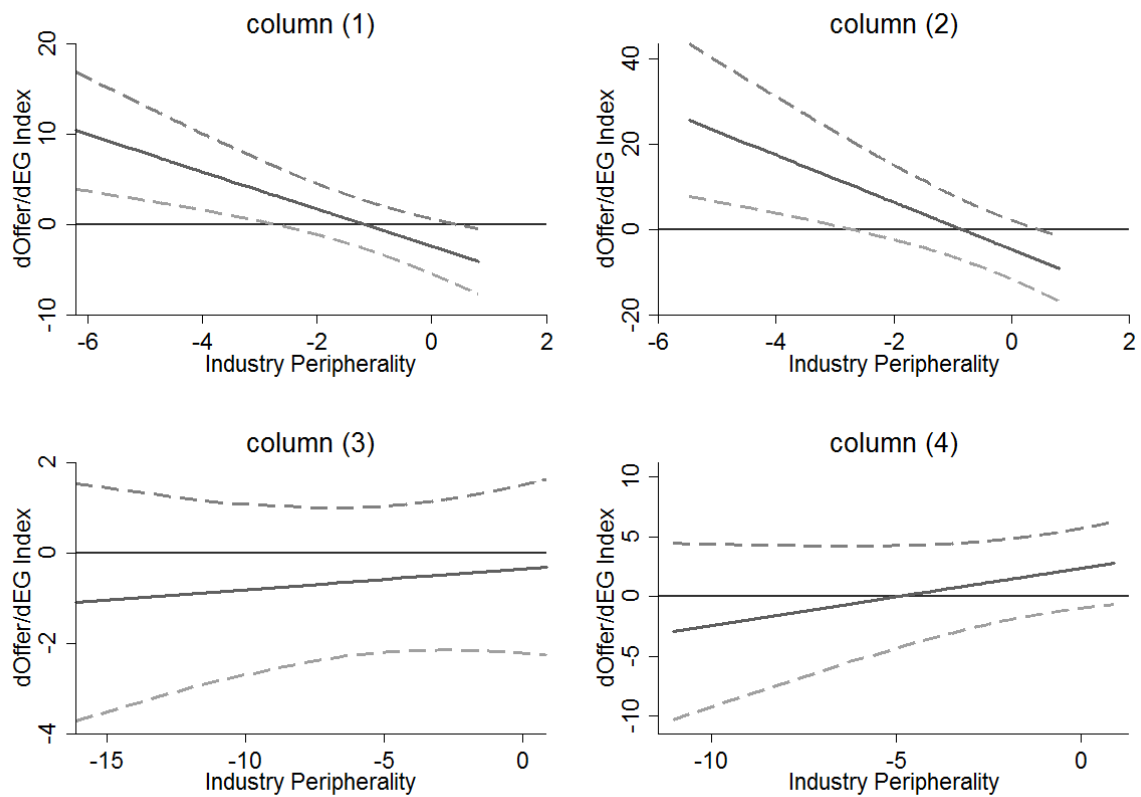 column (1)
dOffer/dEG Index
20
10
0
-10
-6
-4
-2
0
2
Industry Peripherality
column (2)
dOffer/dEG Index
40
20
0
-20
-6
-4
-2
0
2
Industry Peripherality
column (3)
dOffer/dEG Index
2
0
-2
-4
-15
-10
-5
0
Industry Peripherality
column (4)
dOffer/dEG Index
10
5
0
-5
-10
-10
-5
0
Industry Peripherality